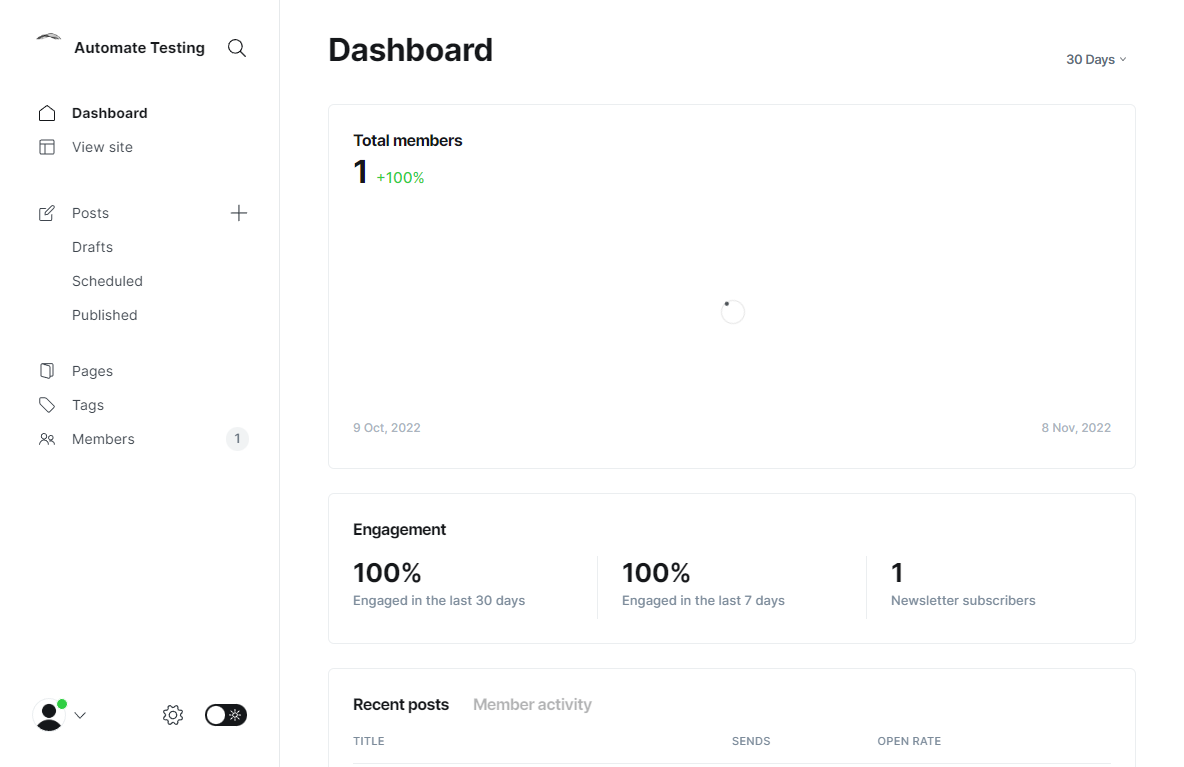 Automate Testing
Dashboard
View site
Posts
Drafts
Scheduled
Published
Pages
Tags
Members 1
Dashboard
30 Days
Total members
1 +100%
9 Oct, 2022 8 Nov, 2022
Engagement
100% 100% 1
Engaged in the last 30 days Engaged in the last 7 days Newsletter subscribers
Recent posts Member activity
TITLE SENDS OPEN RATE